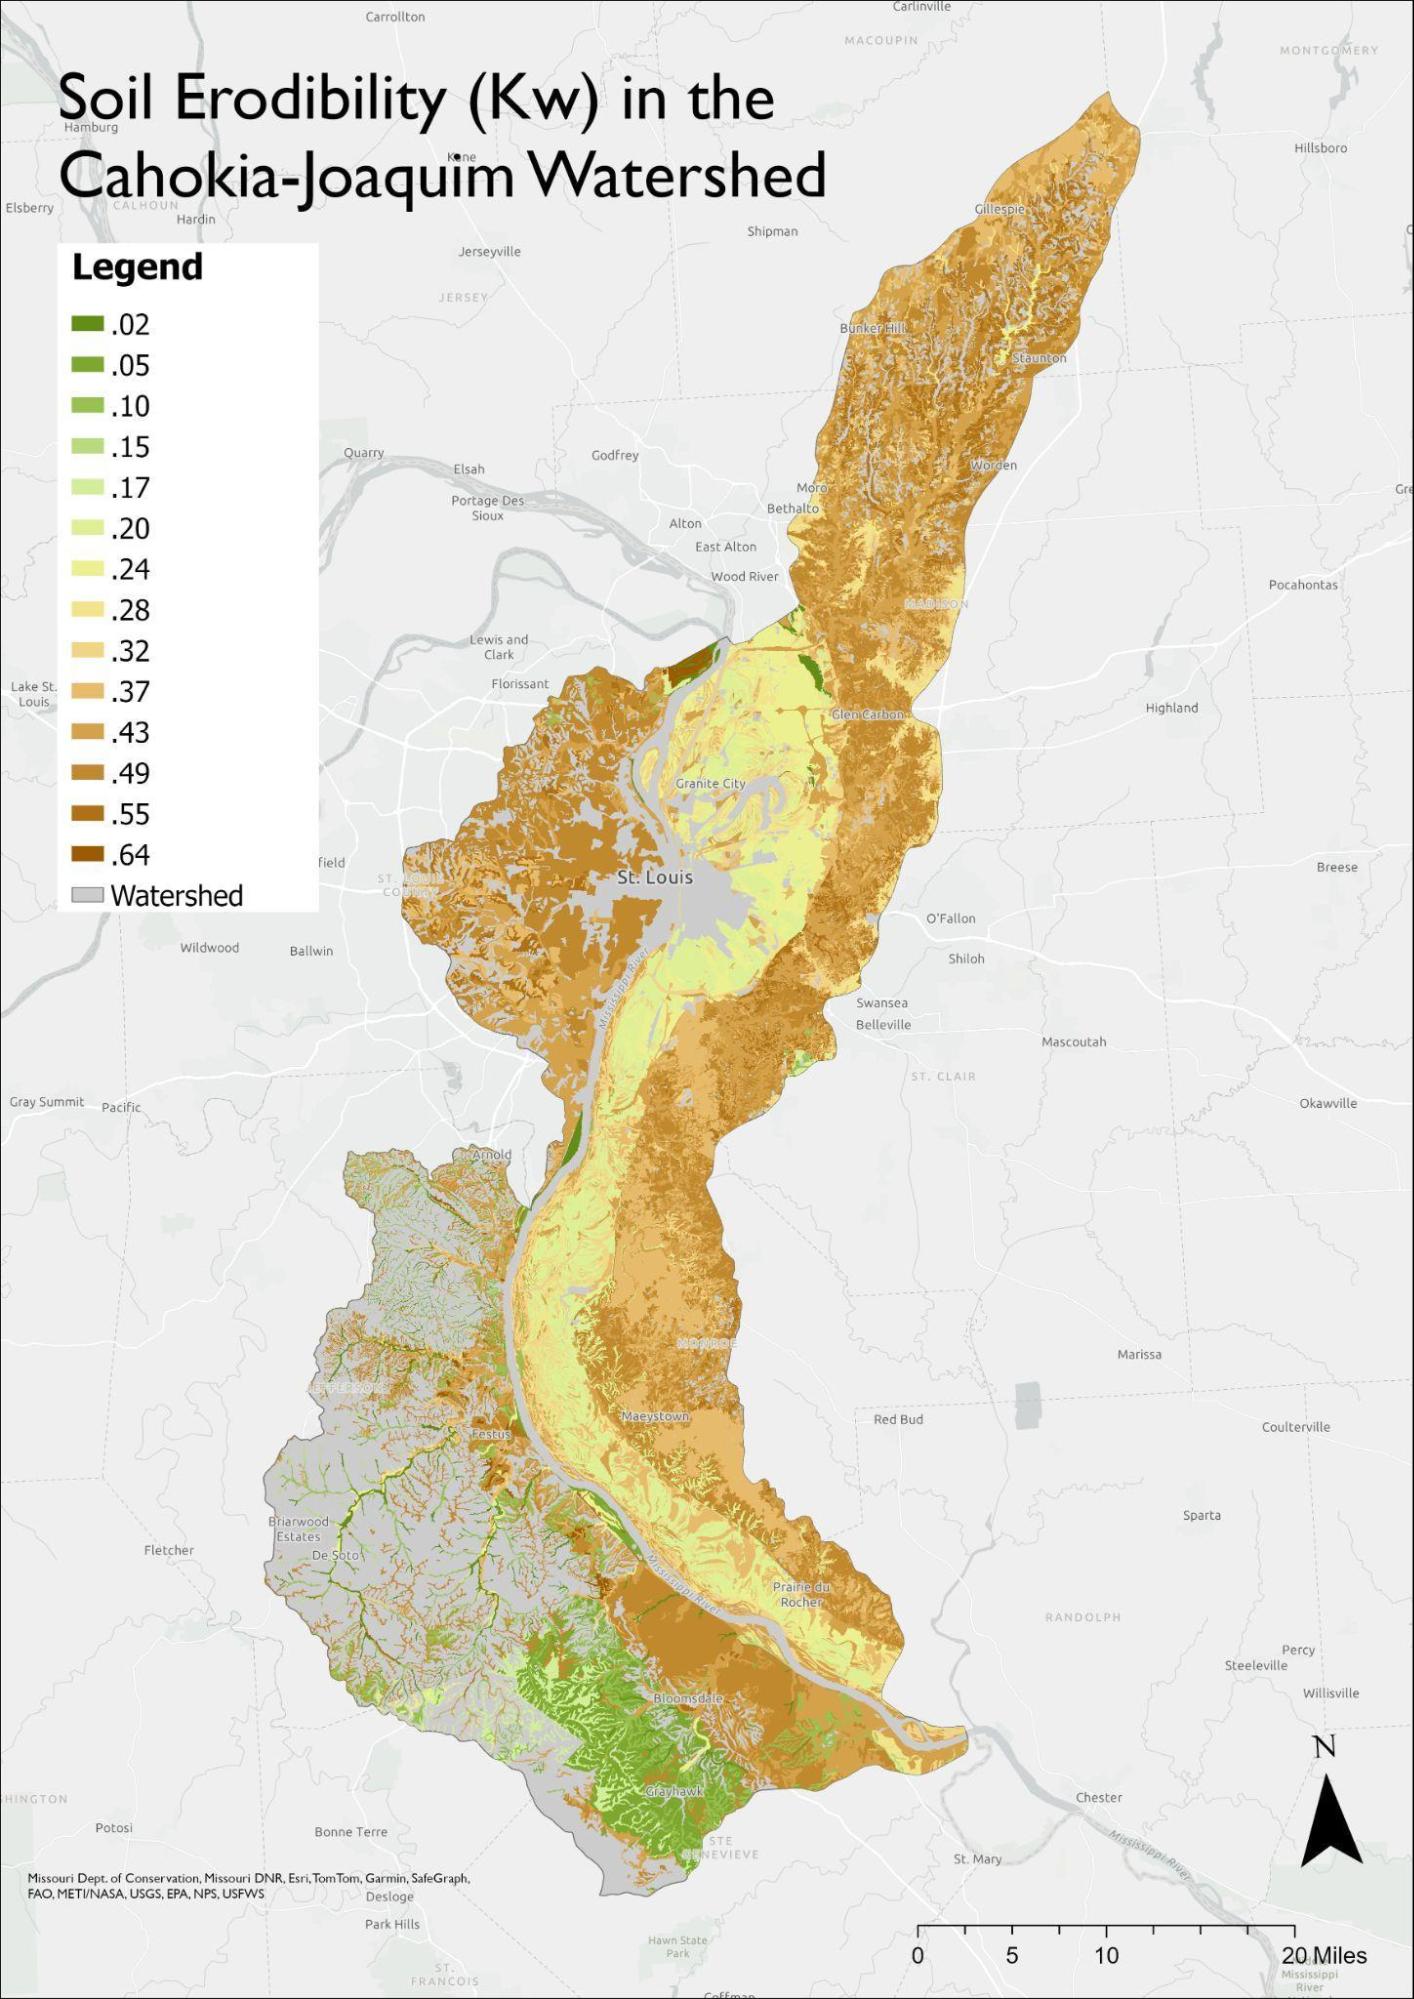 Carrollton
Carlinville
MACOUPIN
MONTGOMERY
Soil Erodibility (Kw) in the
Hamburg
Hillsboro
Kane
Cahokia-Joaquim Watershed
Elsberry
CALHOUN
Hardin
Gillespie
Shipman
Jerseyville
Legend
JERSEY
.02
.05
.10
.15
.17
.20
.24
.28
.32
.37
.43
.49
.55
.64
Watershed
Bunker Hill
Staunton
Quarry
Godfrey
Elsah
Worden
Portage Des
Sioux
Moro
Bethalto
Alton
East Alton
Wood River
Pocahontas
MADISON
Lewis and
Clark
Florissant
Lake St.
Louis
Highland
Glen Carbon
Granite City
field
ST. LOUIS
COUNTY
St. Louis
Breese
O'Fallon
Wildwood
Ballwin
Shiloh
Mississippi River
Swansea
Belleville
Mascoutah
ST. CLAIR
Gray Summit
Pacific
Okawville
Arnold
MONROE
Marissa
JEFFERSON
Maeystown
Red Bud
Coulterville
Festus
Briarwood
Estates
Sparta
Fletcher
De Soto
Mississippi River
Prairie du
Rocher
RANDOLPH
Percy
Steeleville
Willisville
Bloomsdale
N
Grayhawk
SHINGTON
Chester
Potosi
Bonne Terre
STE
GENEVIEVE
Mississippi River
St. Mary
Missouri Dept. of Conservation, Missouri DNR, Esri, TomTom, Garmin, SafeGraph,
FAO, METI/NASA, USGS, EPA, NPS, USFWS
Desloge
Park Hills
Hawn State
Park
0 5 10 20 Miles
ST.
FRANCOIS
Mississippi
River